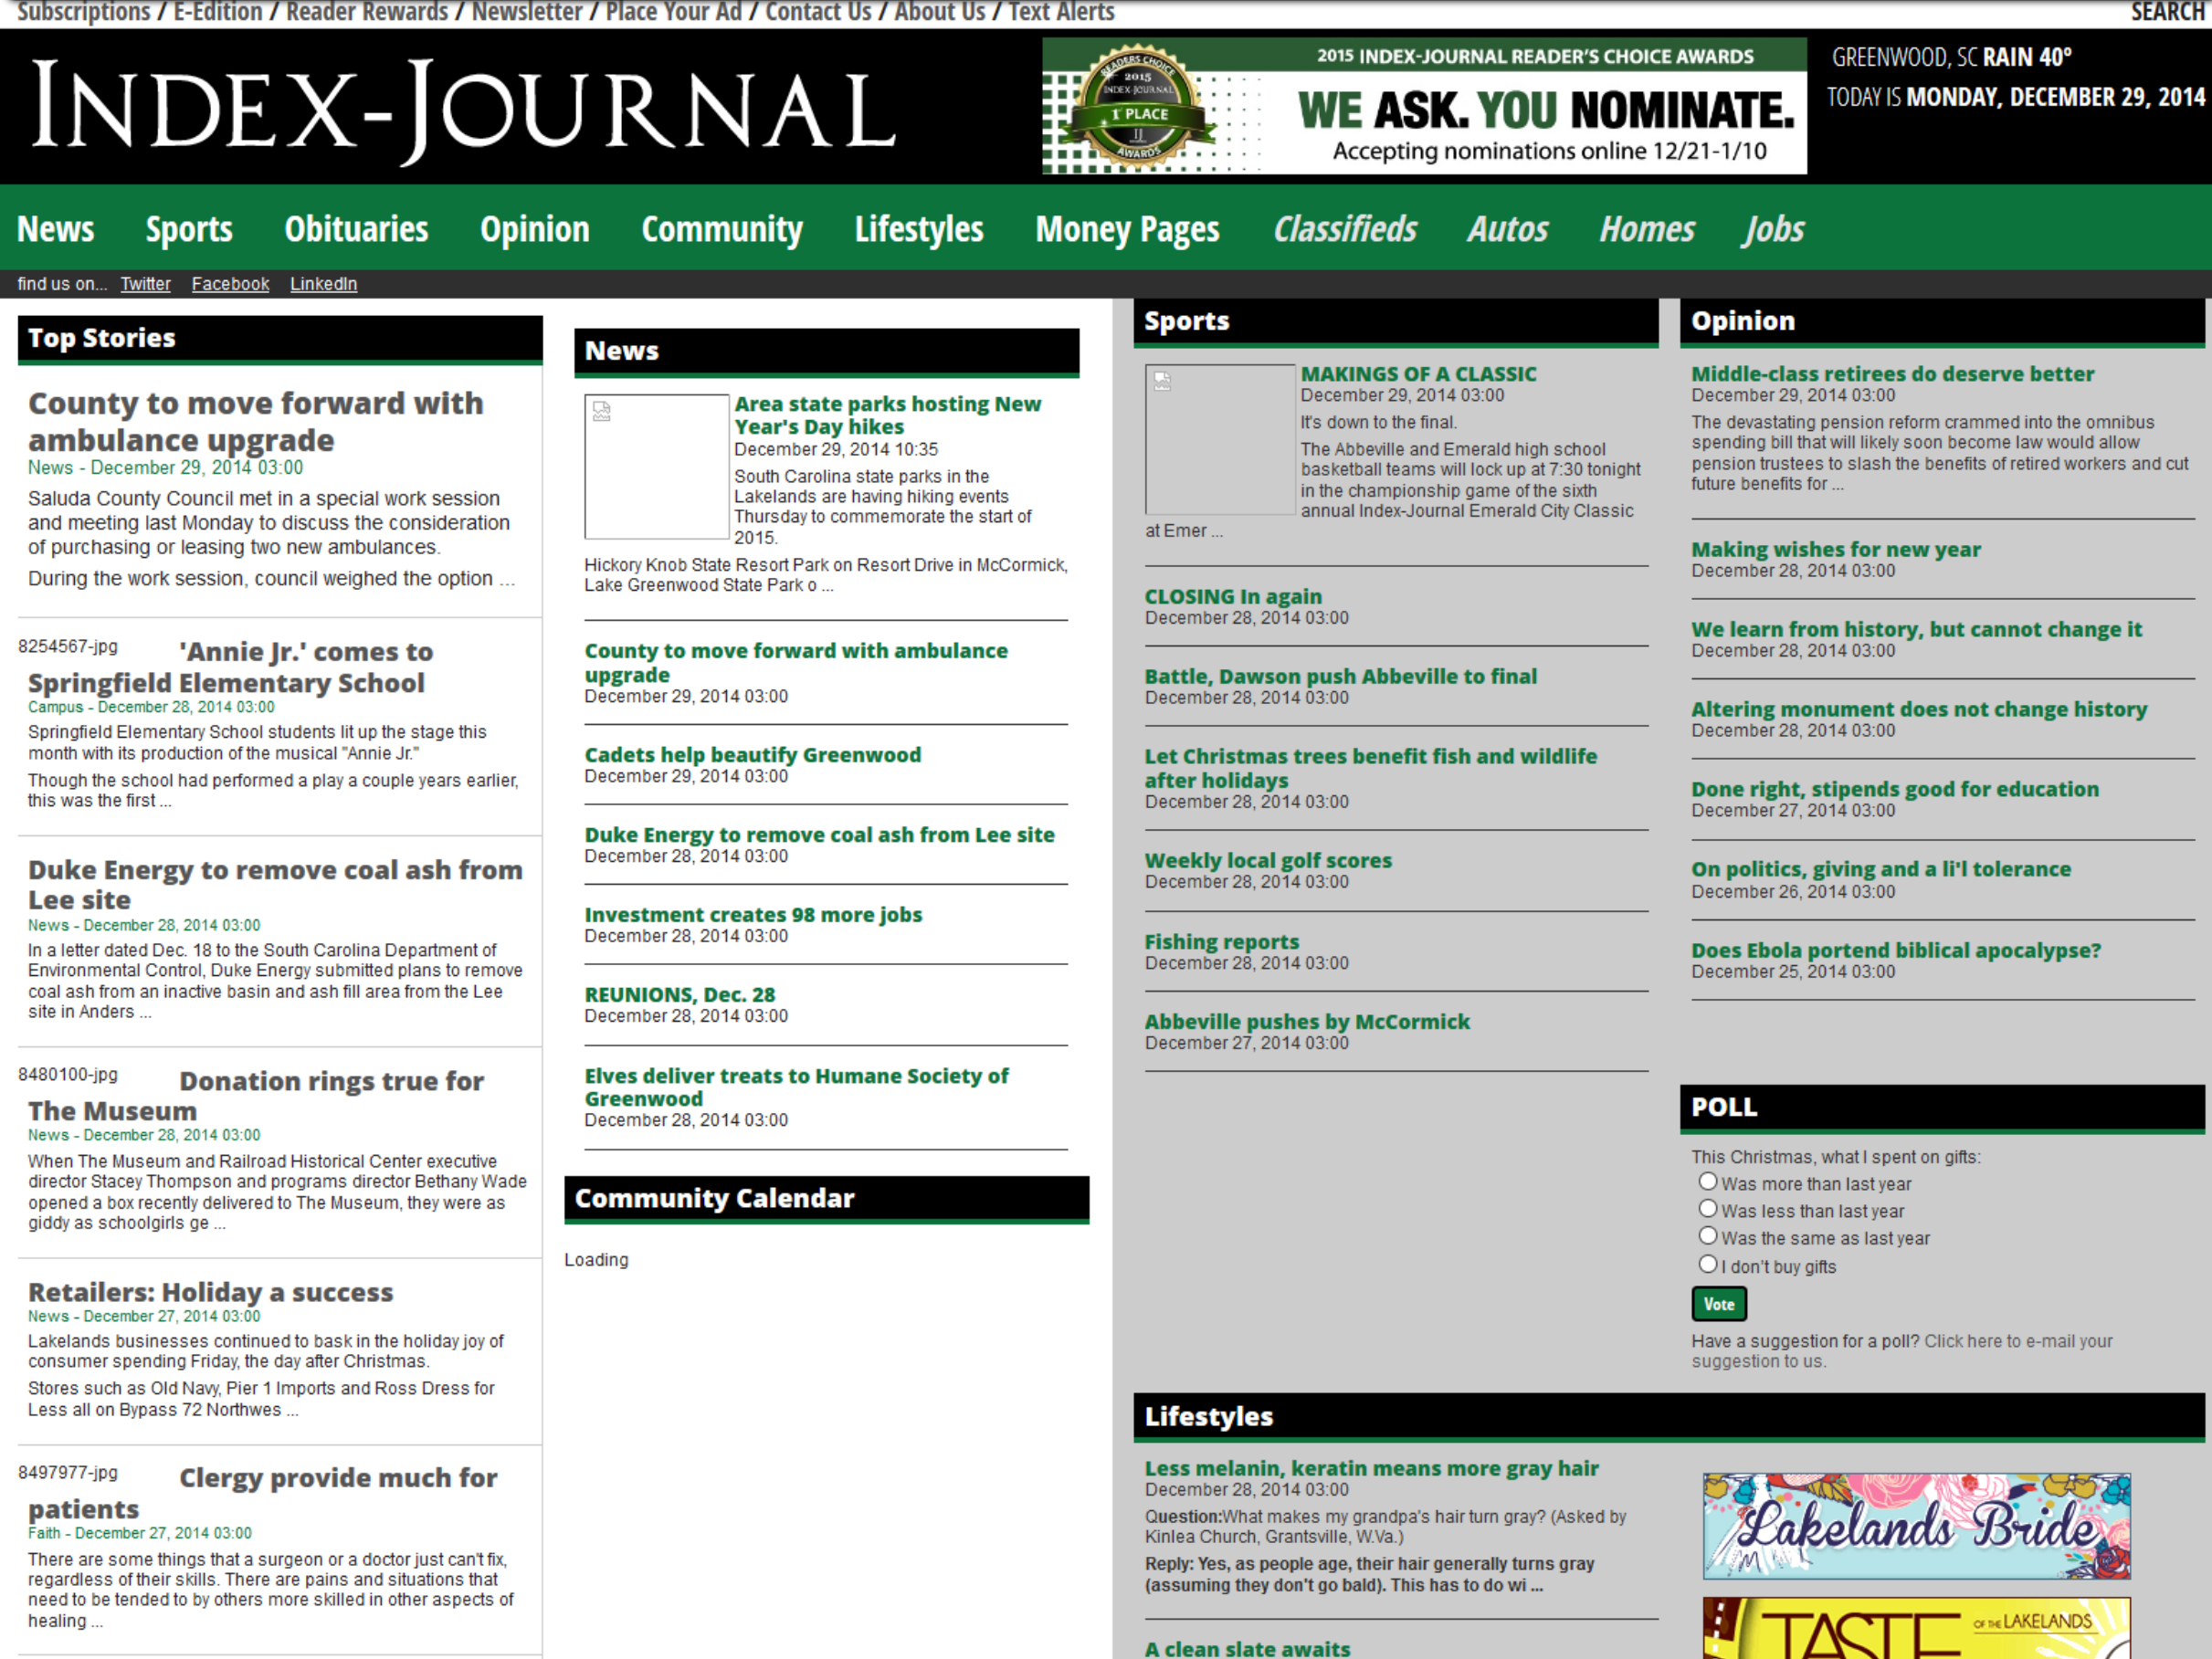 Subscriptions / E-Edition / Reader Rewards / Newsletter / Place Your Ad / Contact Us / About Us / Text Alerts
SEARCH
INDEX-JOURNAL
READERS CHOICE
2015
INDEX-JOURNAL
1st PLACE
IJ
AWARDS
2015 INDEX-JOURNAL READER'S CHOICE AWARDS
WE ASK. YOU NOMINATE.
Accepting nominations online 12/21-1/10
GREENWOOD, SC RAIN 40°
TODAY IS MONDAY, DECEMBER 29, 2014
News Sports Obituaries Opinion Community Lifestyles Money Pages Classifieds Autos Homes Jobs
find us on... Twitter Facebook LinkedIn
Top Stories
County to move forward with
ambulance upgrade
News - December 29, 2014 03:00
Saluda County Council met in a special work session
and meeting last Monday to discuss the consideration
of purchasing or leasing two new ambulances.
During the work session, council weighed the option ...
8254567-jpg 'Annie Jr.' comes to
Springfield Elementary School
Campus - December 28, 2014 03:00
Springfield Elementary School students lit up the stage this
month with its production of the musical "Annie Jr."
Though the school had performed a play a couple years earlier,
this was the first ...
Duke Energy to remove coal ash from
Lee site
News - December 28, 2014 03:00
In a letter dated Dec. 18 to the South Carolina Department of
Environmental Control, Duke Energy submitted plans to remove
coal ash from an inactive basin and ash fill area from the Lee
site in Anders ...
8480100-jpg Donation rings true for
The Museum
News - December 28, 2014 03:00
When The Museum and Railroad Historical Center executive
director Stacey Thompson and programs director Bethany Wade
opened a box recently delivered to The Museum, they were as
giddy as schoolgirls ge ...
Retailers: Holiday a success
News - December 27, 2014 03:00
Lakelands businesses continued to bask in the holiday joy of
consumer spending Friday, the day after Christmas.
Stores such as Old Navy, Pier 1 Imports and Ross Dress for
Less all on Bypass 72 Northwes ...
8497977-jpg Clergy provide much for
patients
Faith - December 27, 2014 03:00
There are some things that a surgeon or a doctor just can't fix,
regardless of their skills. There are pains and situations that
need to be tended to by others more skilled in other aspects of
healing ...
News
Area state parks hosting New
Year's Day hikes
December 29, 2014 10:35
South Carolina state parks in the
Lakelands are having hiking events
Thursday to commemorate the start of
2015.
Hickory Knob State Resort Park on Resort Drive in McCormick,
Lake Greenwood State Park o ...
County to move forward with ambulance
upgrade
December 29, 2014 03:00
Cadets help beautify Greenwood
December 29, 2014 03:00
Duke Energy to remove coal ash from Lee site
December 28, 2014 03:00
Investment creates 98 more jobs
December 28, 2014 03:00
REUNIONS, Dec. 28
December 28, 2014 03:00
Elves deliver treats to Humane Society of
Greenwood
December 28, 2014 03:00
Community Calendar
Loading
Sports
MAKINGS OF A CLASSIC
December 29, 2014 03:00
It's down to the final.
The Abbeville and Emerald high school
basketball teams will lock up at 7:30 tonight
in the championship game of the sixth
annual Index-Journal Emerald City Classic
at Emer ...
CLOSING In again
December 28, 2014 03:00
Battle, Dawson push Abbeville to final
December 28, 2014 03:00
Let Christmas trees benefit fish and wildlife
after holidays
December 28, 2014 03:00
Weekly local golf scores
December 28, 2014 03:00
Fishing reports
December 28, 2014 03:00
Abbeville pushes by McCormick
December 27, 2014 03:00
Opinion
Middle-class retirees do deserve better
December 29, 2014 03:00
The devastating pension reform crammed into the omnibus
spending bill that will likely soon become law would allow
pension trustees to slash the benefits of retired workers and cut
future benefits for ...
Making wishes for new year
December 28, 2014 03:00
We learn from history, but cannot change it
December 28, 2014 03:00
Altering monument does not change history
December 28, 2014 03:00
Done right, stipends good for education
December 27, 2014 03:00
On politics, giving and a li'l tolerance
December 26, 2014 03:00
Does Ebola portend biblical apocalypse?
December 25, 2014 03:00
POLL
This Christmas, what I spent on gifts:
Was more than last year
Was less than last year
Was the same as last year
I don't buy gifts
Vote
Have a suggestion for a poll? Click here to e-mail your
suggestion to us.
Lifestyles
Less melanin, keratin means more gray hair
December 28, 2014 03:00
Question:What makes my grandpa's hair turn gray? (Asked by
Kinlea Church, Grantsville, W.Va.)
Reply: Yes, as people age, their hair generally turns gray
(assuming they don't go bald). This has to do wi ...
A clean slate awaits
Lakelands Bride
TASTE OF THE LAKELANDS